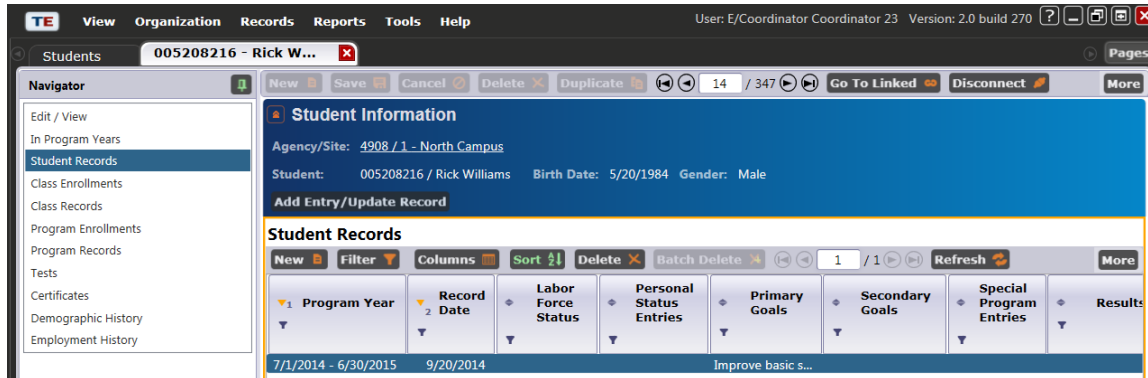 TE View Organization Records Reports Tools Help User: E/Coordinator Coordinator 23 Version: 2.0 build 270 ?
Students 005208216 - Rick W... Pages
Navigator New Save Cancel Delete Duplicate 14 / 347 Go To Linked Disconnect More
Edit / View
In Program Years
Student Records
Class Enrollments
Class Records
Program Enrollments
Program Records
Tests
Certificates
Demographic History
Employment History
Student Information
Agency/Site: 4908 / 1 - North Campus
Student: 005208216 / Rick Williams Birth Date: 5/20/1984 Gender: Male
Add Entry/Update Record
Student Records
New Filter Columns Sort Delete Batch Delete 1 / 1 Refresh More
1 Program Year
2 Record Date
Labor Force Status
Personal Status Entries
Primary Goals
Secondary Goals
Special Program Entries
Results
7/1/2014 - 6/30/2015 9/20/2014 Improve basic s...